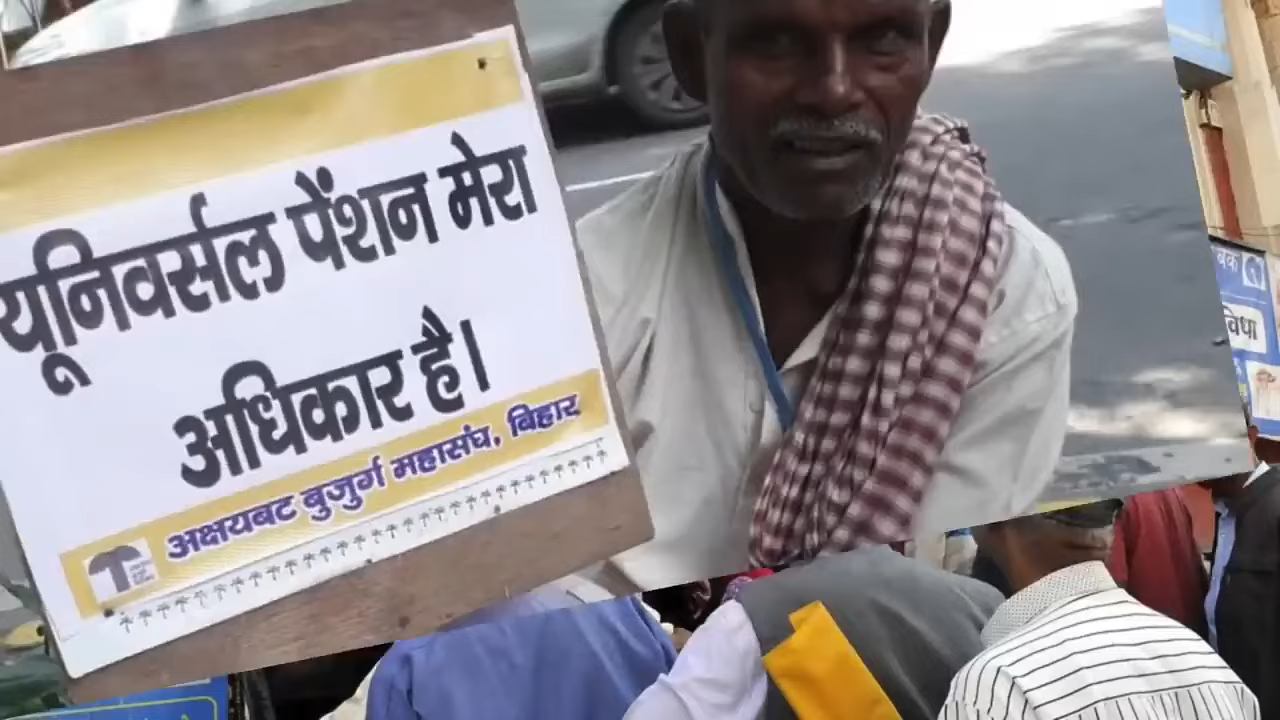 यूनिवर्सल पेंशन मेरा
अधिकार है।
अक्षयबट बुजुर्ग महासंघ, बिहार